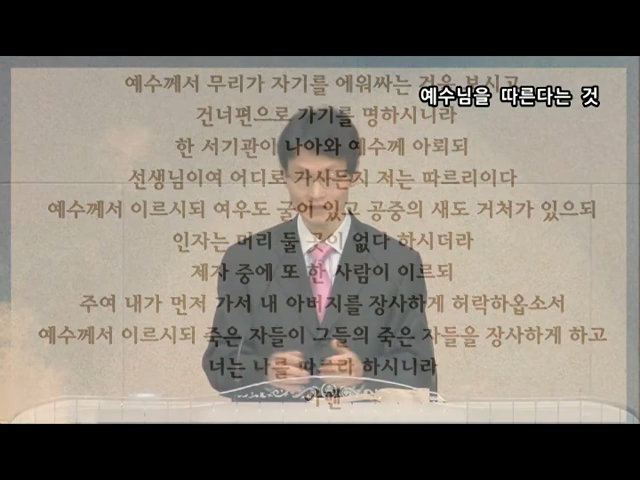 예수께서 무리가 자기를 에워싸는 것을 보시고
예수님을 따른다는 것
건너편으로 가기를 명하시니라
한 서기관이 나아와 예수께 아뢰되
선생님이여 어디로 가시든지 저는 따르리이다
예수께서 이르시되 여우도 굴이 있고 공중의 새도 거처가 있으되
인자는 머리 둘 곳이 없다 하시더라
제자 중에 또 한 사람이 이르되
주여 내가 먼저 가서 내 아버지를 장사하게 허락하옵소서
예수께서 이르시되 죽은 자들이 그들의 죽은 자들을 장사하게 하고
너는 나를 따르라 하시니라
아멘